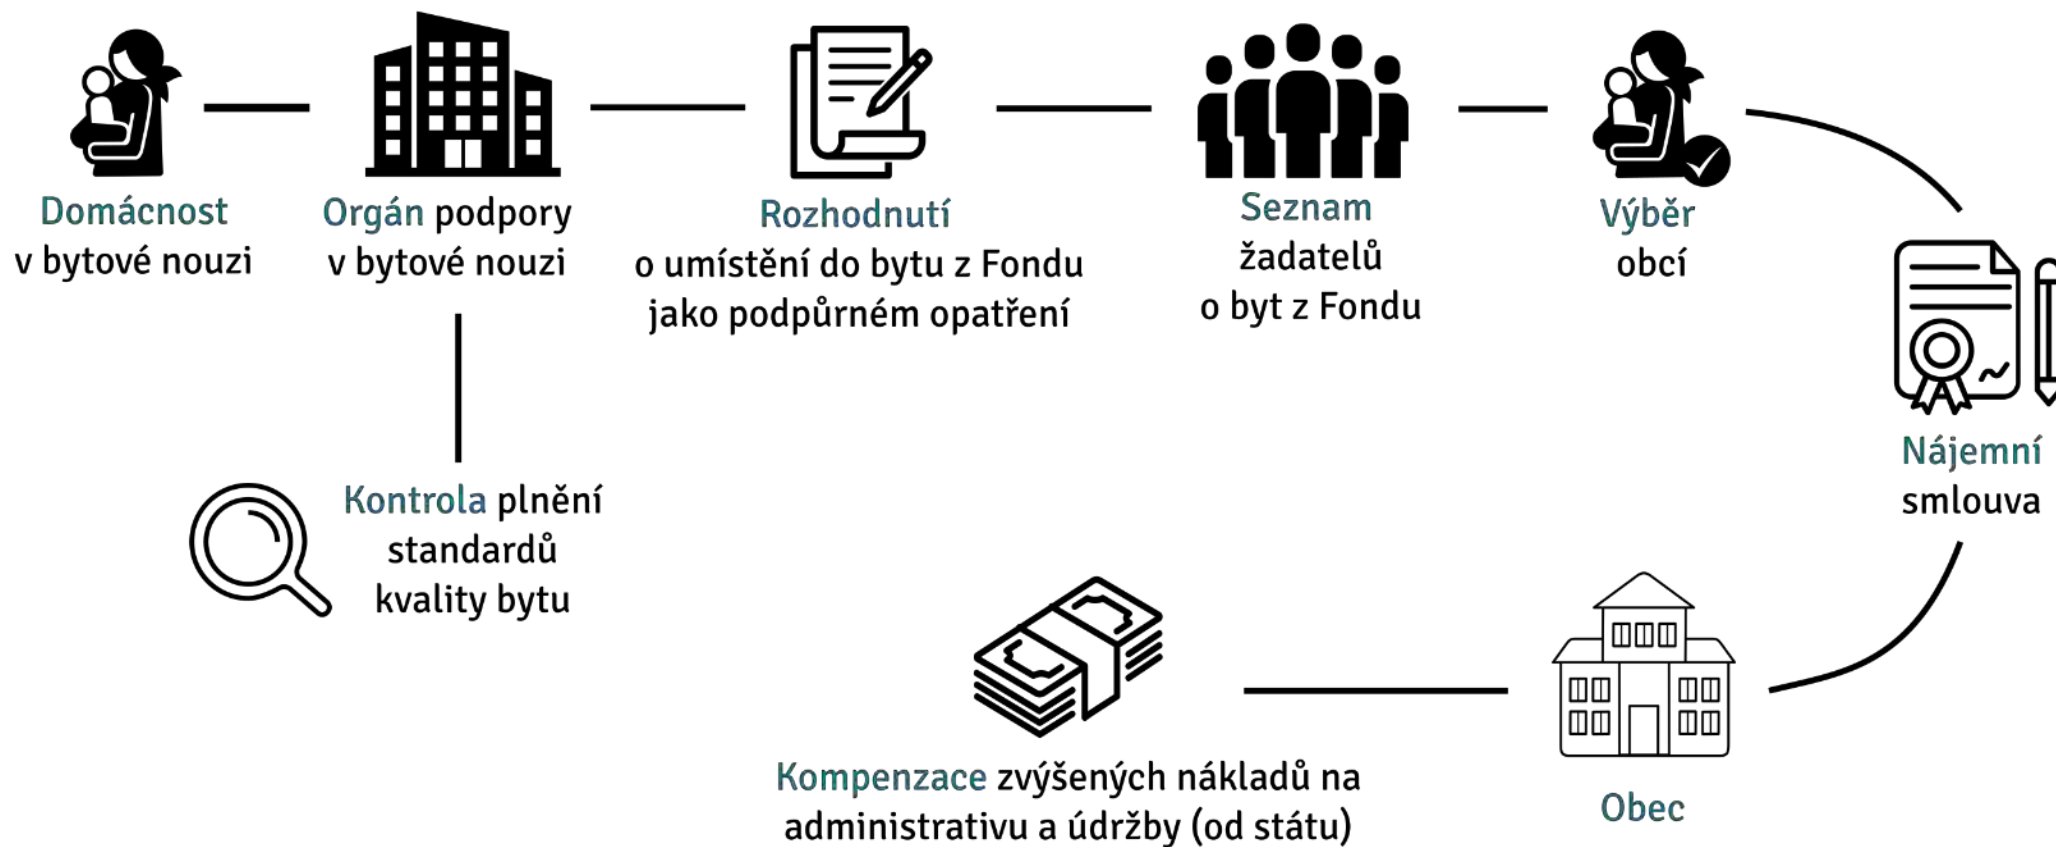 Domácnost
v bytové nouzi
Orgán podpory
v bytové nouzi
Rozhodnutí
o umístění do bytu z Fondu
jako podpůrném opatření
Seznam
žadatelů
o byt z Fondu
Výběr
obcí
Nájemní
smlouva
Kontrola plnění
standardů
kvality bytu
Kompenzace zvýšených nákladů na
administrativu a údržby (od státu)
Obec